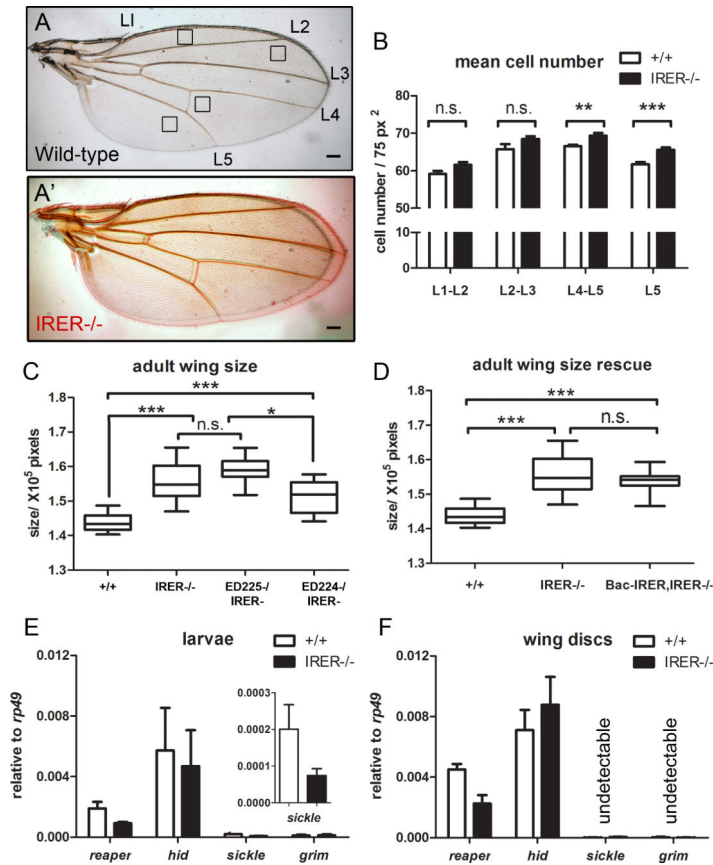 A
L1
L2
L3
L4
L5
Wild-type
A'
IRER-/-
B
mean cell number
+/+
IRER-/-
n.s.
n.s.
**
***
cell number / 75 px ²
80
70
60
50
10
0
L1-L2
L2-L3
L4-L5
L5
C
adult wing size
***
***
n.s.
*
size/ X10⁵ pixels
1.8
1.7
1.6
1.5
1.4
1.3
+/+
IRER-/-
ED225-/
IRER-
ED224-/
IRER-
D
adult wing size rescue
***
***
n.s.
size/ X10⁵ pixels
1.8
1.7
1.6
1.5
1.4
1.3
+/+
IRER-/-
Bac-IRER,IRER-/-
E
larvae
+/+
IRER-/-
relative to rp49
0.012
0.008
0.004
0.000
0.0003
0.0002
0.0001
0.0000
sickle
reaper
hid
sickle
grim
F
wing discs
+/+
IRER-/-
relative to rp49
0.012
0.008
0.004
0.000
undetectable
undetectable
reaper
hid
sickle
grim